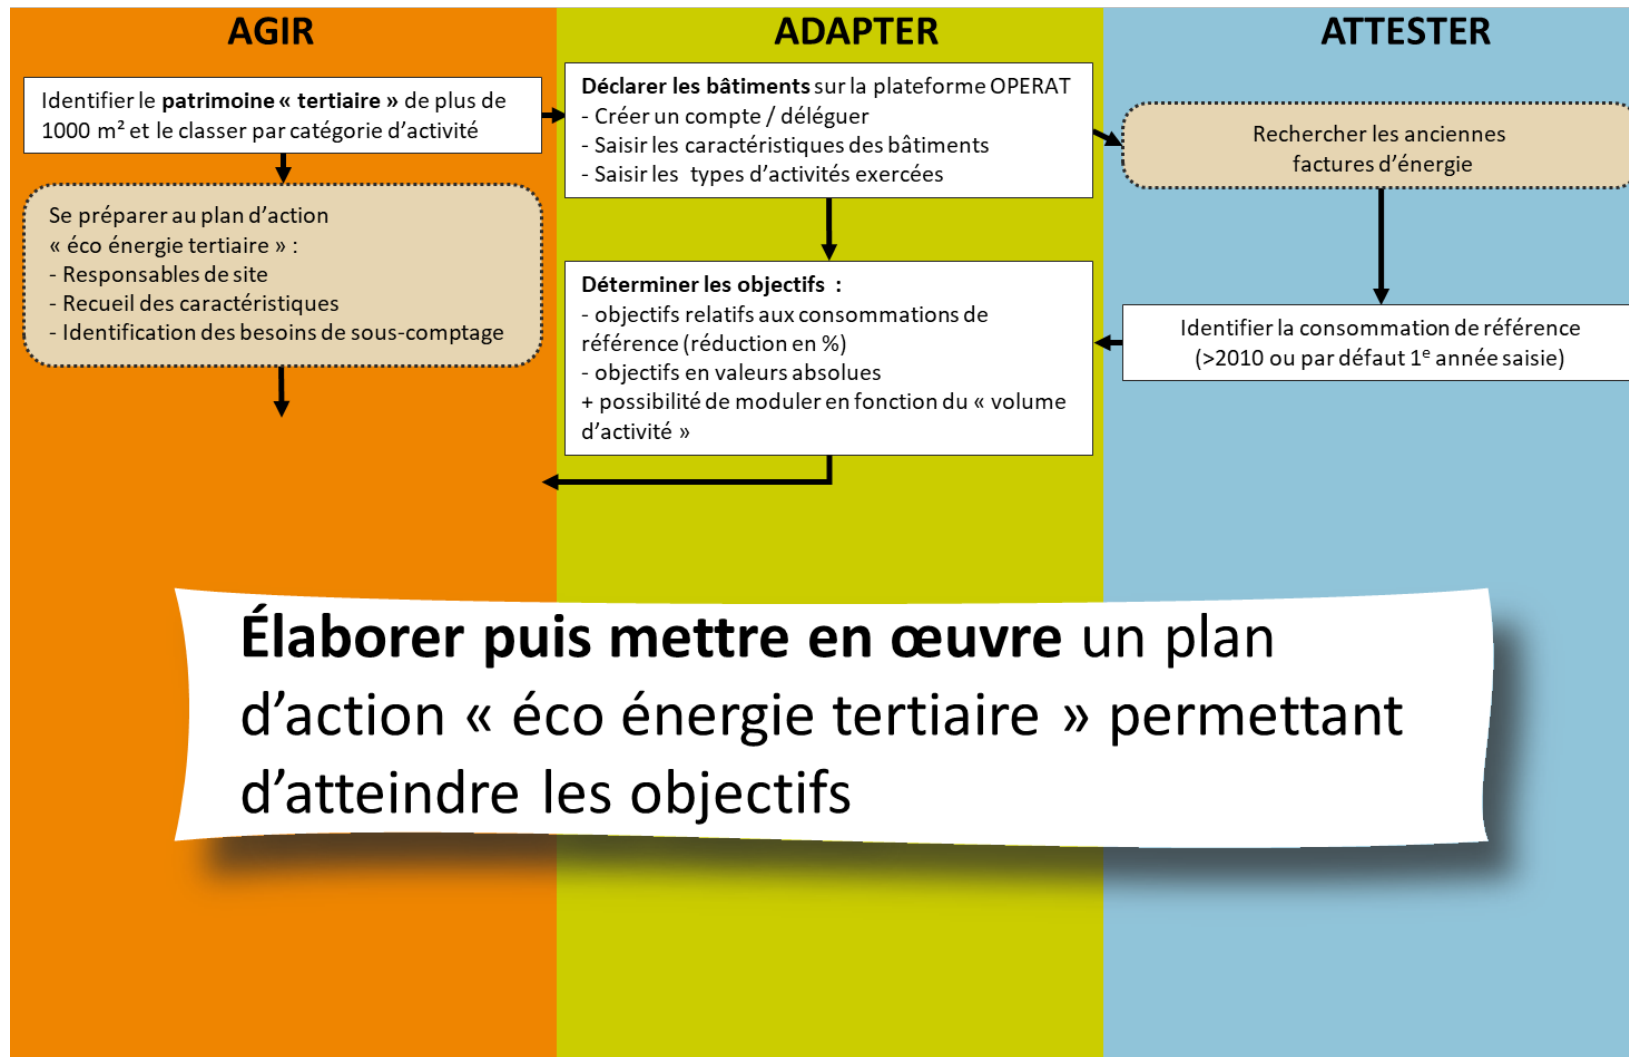 AGIR
Identifier le patrimoine « tertiaire » de plus de
1000 m² et le classer par catégorie d’activité
Se préparer au plan d’action
« éco énergie tertiaire » :
- Responsables de site
- Recueil des caractéristiques
- Identification des besoins de sous-comptage
ADAPTER
Déclarer les bâtiments sur la plateforme OPERAT
- Créer un compte / déléguer
- Saisir les caractéristiques des bâtiments
- Saisir les types d’activités exercées
Déterminer les objectifs :
- objectifs relatifs aux consommations de
référence (réduction en %)
- objectifs en valeurs absolues
+ possibilité de moduler en fonction du « volume
d’activité »
ATTESTER
Rechercher les anciennes
factures d’énergie
Identifier la consommation de référence
(>2010 ou par défaut 1ᵉ année saisie)
Élaborer puis mettre en œuvre un plan
d’action « éco énergie tertiaire » permettant
d’atteindre les objectifs